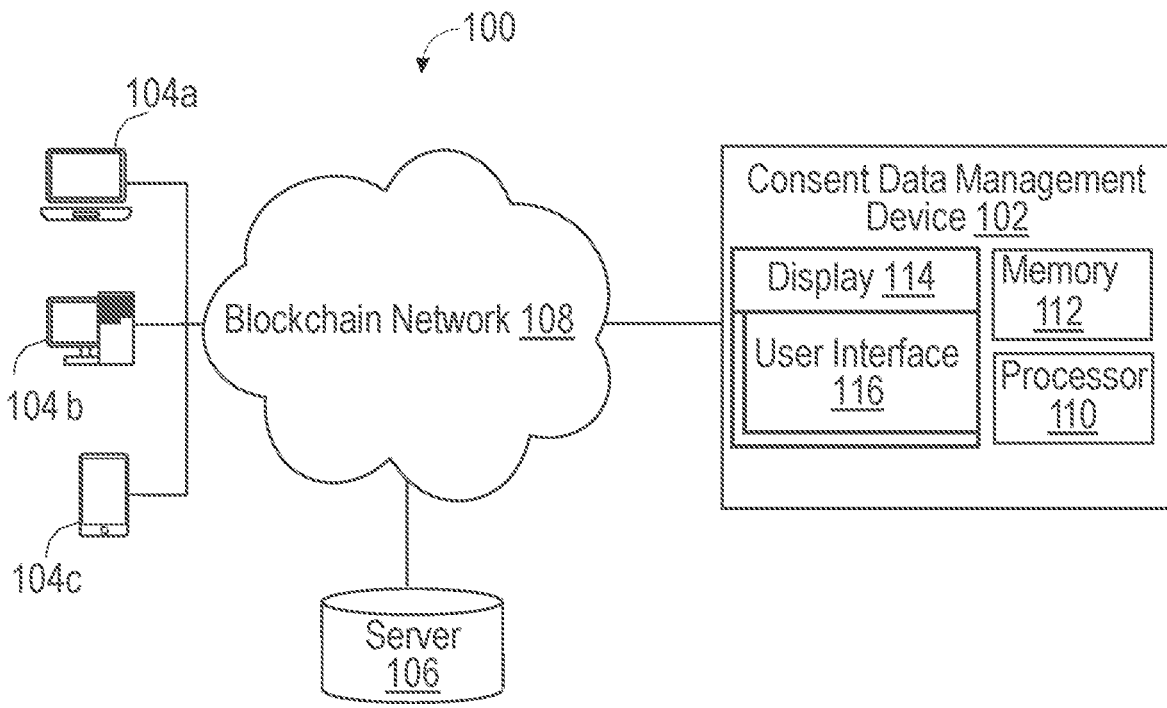 100
104a
Consent Data Management
Device 102
Display 114
Memory
112
Blockchain Network 108
User Interface
116
Processor
110
104 b
104c
Server
106